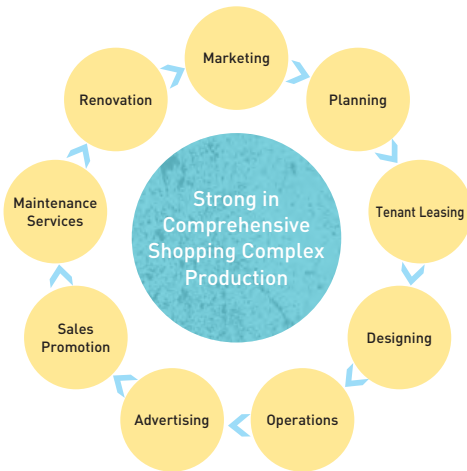 Marketing
Planning
Tenant Leasing
Designing
Operations
Advertising
Sales
Promotion
Maintenance
Services
Renovation
Strong in
Comprehensive
Shopping Complex
Production